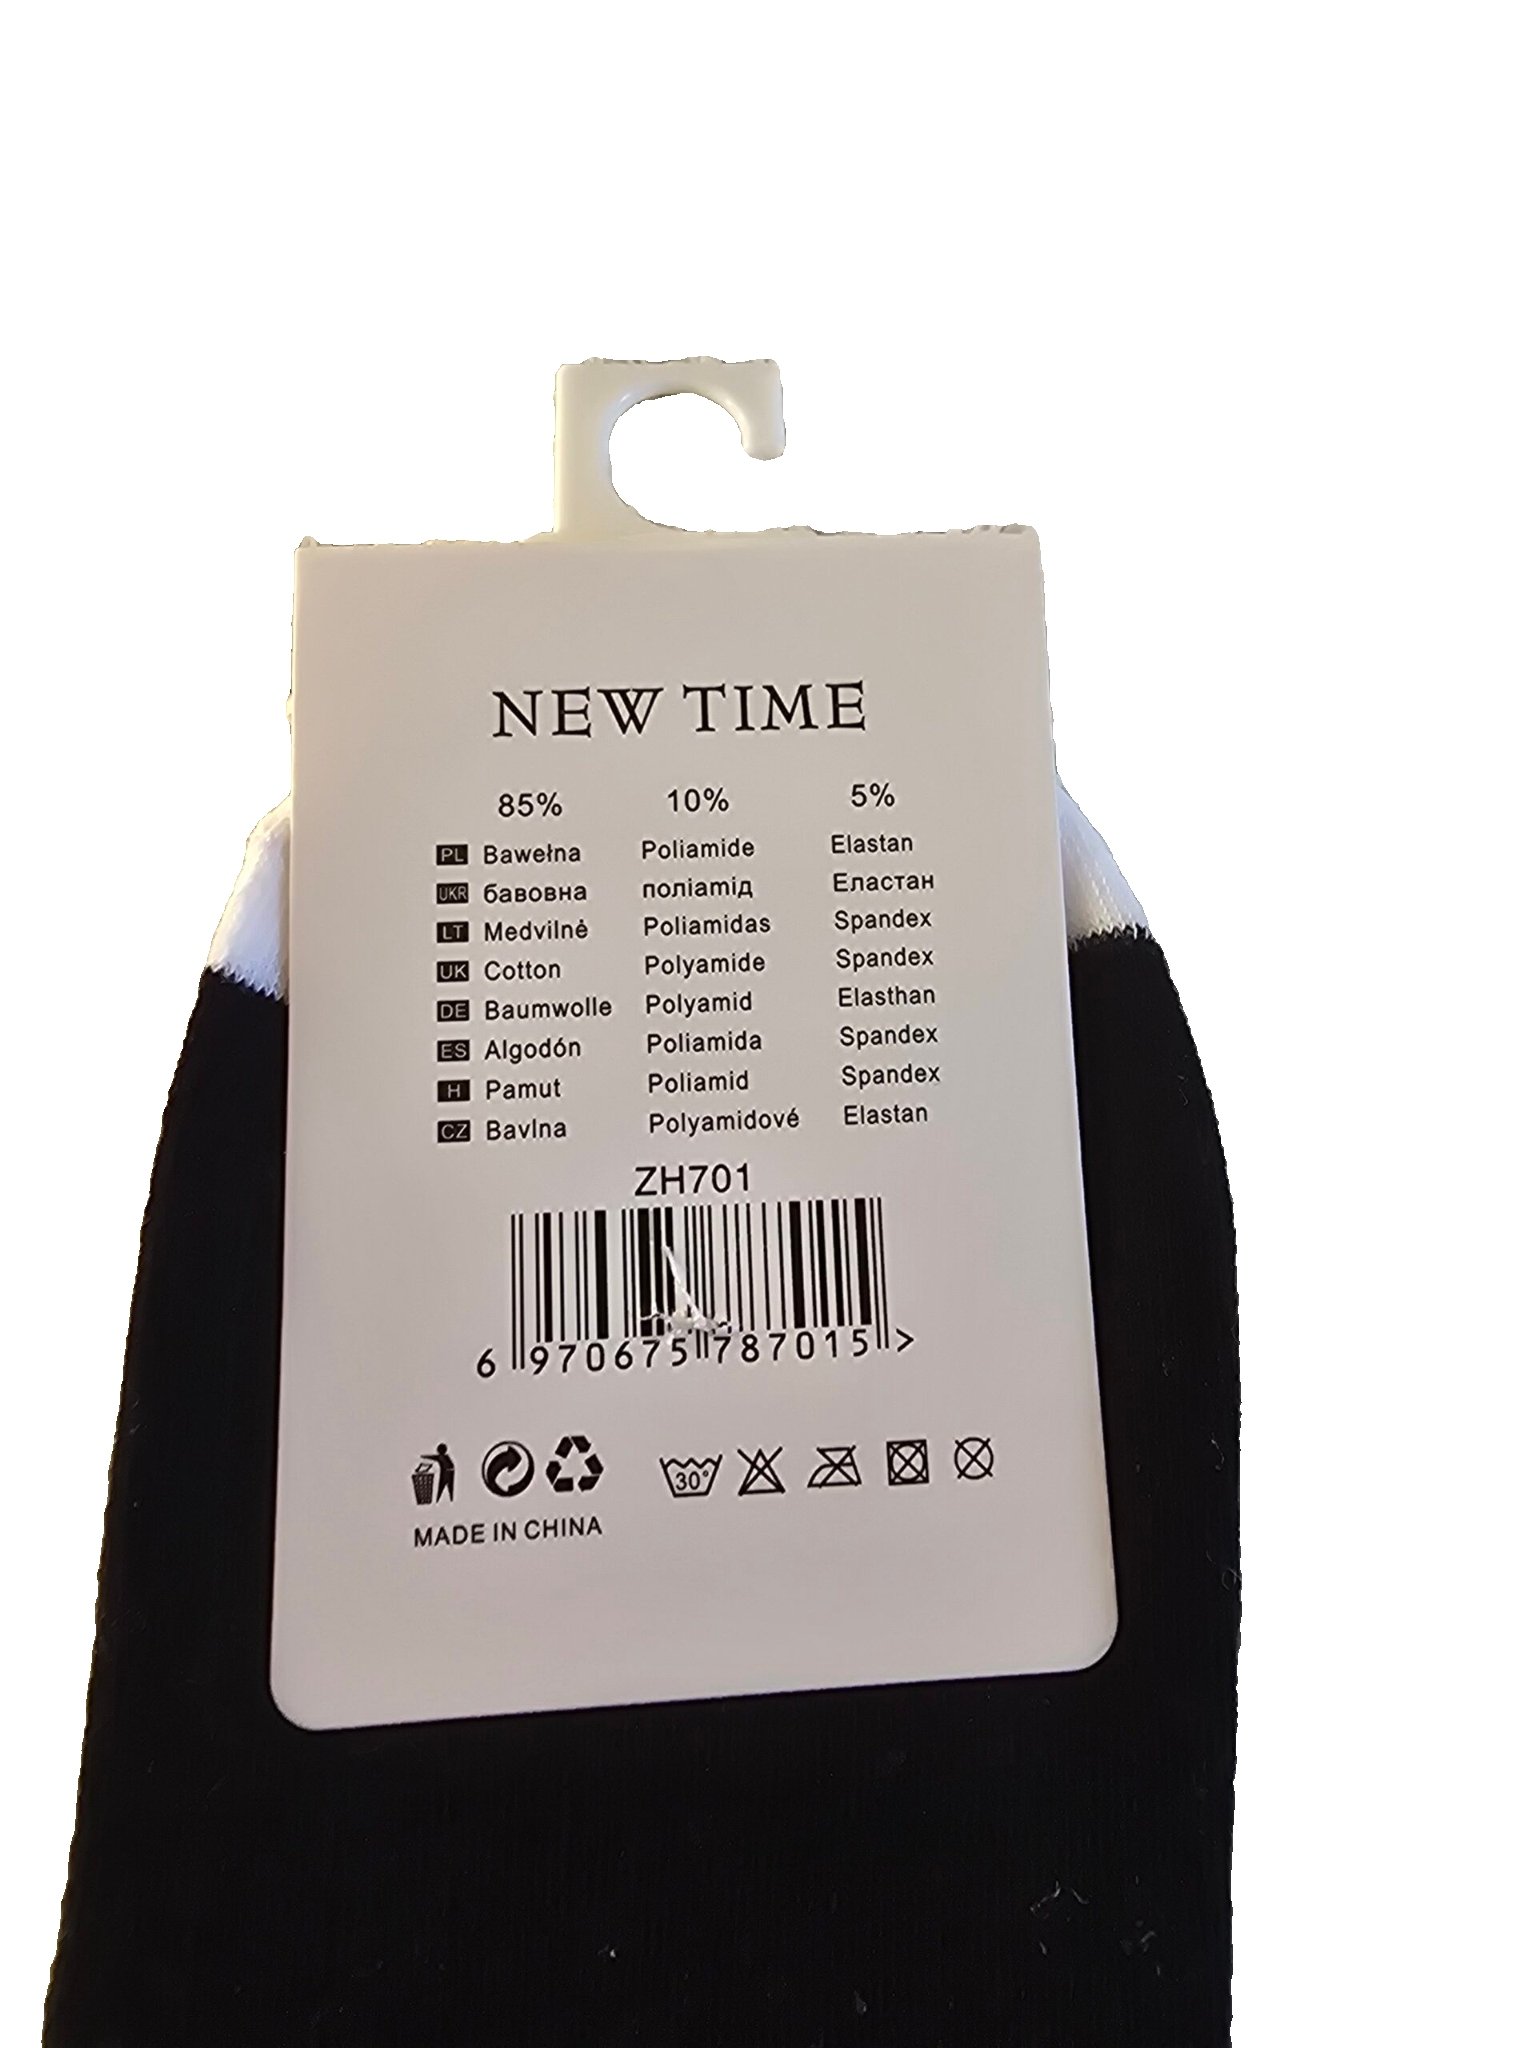 NEW TIME
85% 10% 5%
PL Bawełna Poliamide Elastan
UKR бавовна поліамід Еластан
LT Medvilnė Poliamidas Spandex
UK Cotton Polyamide Spandex
DE Baumwolle Polyamid Elasthan
ES Algodón Poliamida Spandex
H Pamut Poliamid Spandex
CZ Bavlna Polyamidové Elastan
ZH701
6 970675 787015 >
30°
MADE IN CHINA